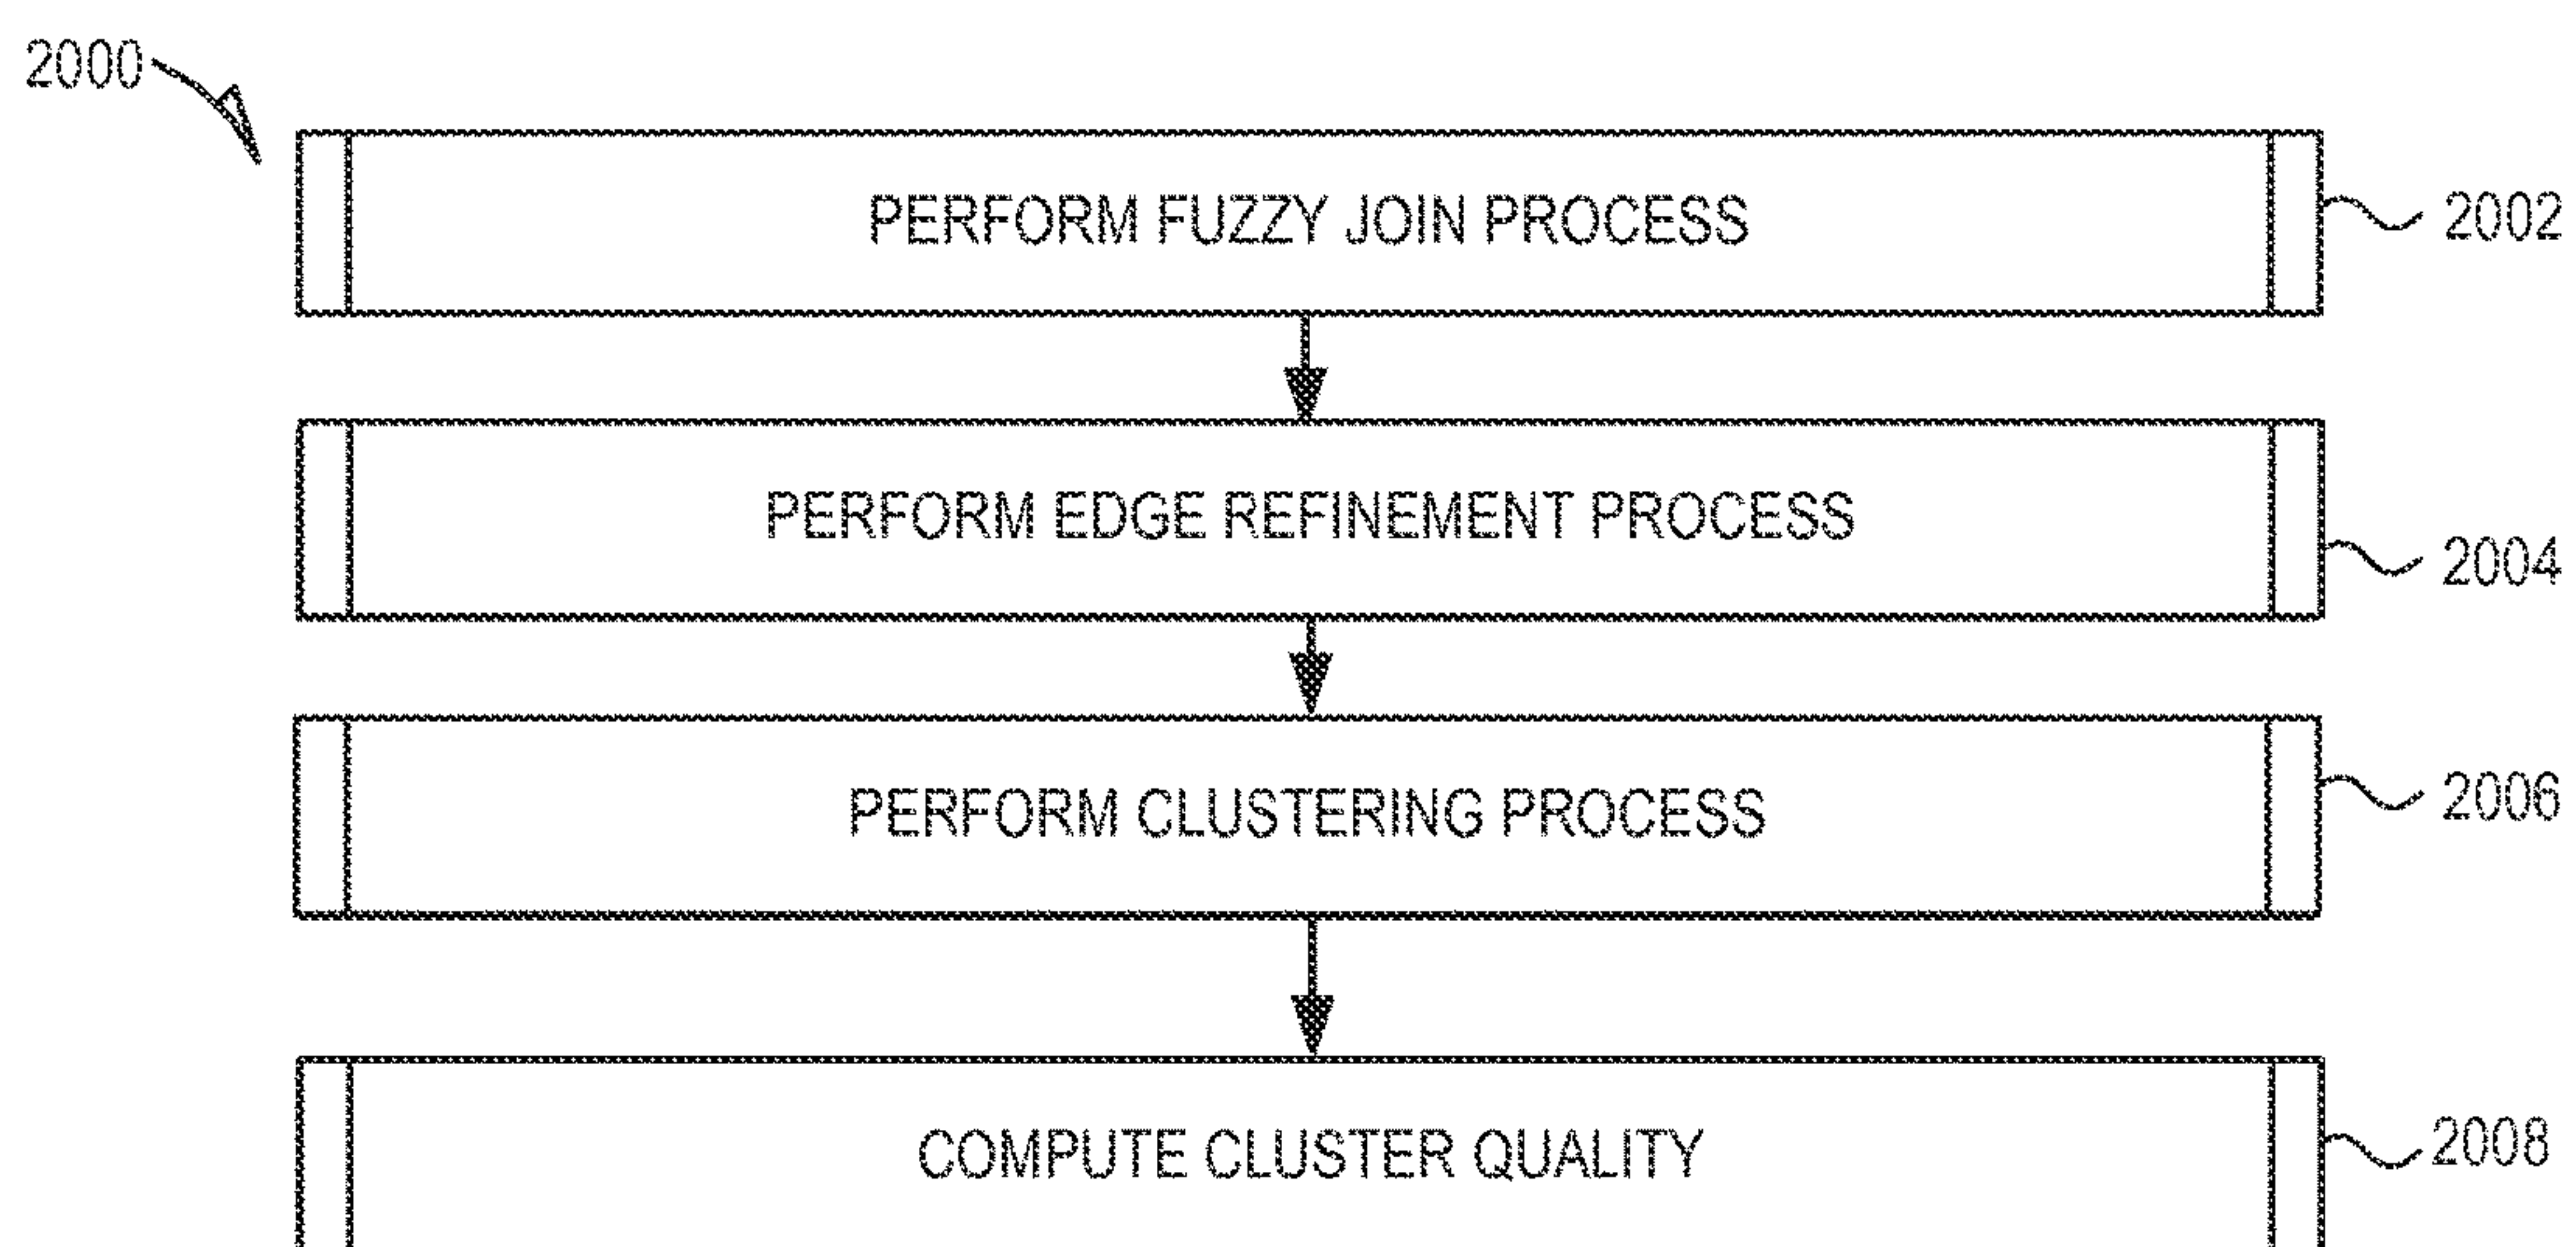 2000
PERFORM FUZZY JOIN PROCESS
2002
PERFORM EDGE REFINEMENT PROCESS
2004
PERFORM CLUSTERING PROCESS
2006
COMPUTE CLUSTER QUALITY
2008